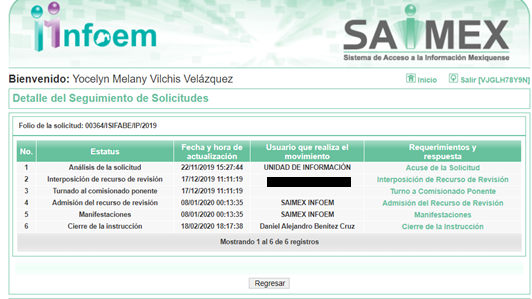 infoem
SAIMEX
Sistema de Acceso a la Información Mexiquense
Bienvenido: Yocelyn Melany Vilchis Velázquez
Inicio Salir [VJGLH78Y9N]
Detalle del Seguimiento de Solicitudes
Folio de la solicitud: 00364/ISIFABE/IP/2019
No. Estatus Fecha y hora de actualización Usuario que realiza el movimiento Requerimientos y respuesta
1 Análisis de la solicitud 22/11/2019 15:27:44 UNIDAD DE INFORMACIÓN Acuse de la Solicitud
2 Interposición de recurso de revisión 17/12/2019 11:11:19 Interposición de Recurso de Revisión
3 Turnado al comisionado ponente 17/12/2019 11:11:19 Turno a Comisionado Ponente
4 Admisión del recurso de revisión 08/01/2020 00:13:35 SAIMEX INFOEM Admisión del Recurso de Revisión
5 Manifestaciones 08/01/2020 00:13:35 SAIMEX INFOEM Manifestaciones
6 Cierre de la instrucción 18/02/2020 18:17:38 Daniel Alejandro Benitez Cruz Cierre de la Instrucción
Mostrando 1 al 6 de 6 registros
Regresar